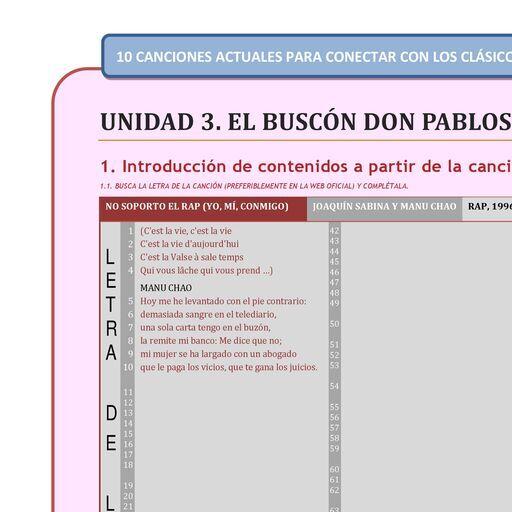 10 CANCIONES ACTUALES PARA CONECTAR CON LOS CLÁSICO
UNIDAD 3. EL BUSCÓN DON PABLOS
1. Introducción de contenidos a partir de la canci
1.1. BUSCA LA LETRA DE LA CANCIÓN (PREFERIBLEMENTE EN LA WEB OFICIAL) Y COMPLÉTALA.
NO SOPORTO EL RAP (YO, MÍ, CONMIGO) JOAQUÍN SABINA Y MANU CHAO RAP, 1996
LETRA DE L
1 (C'est la vie, c'est la vie
2 C'est la vie d'aujourd'hui
3 C'est la Valse à sale temps
4 Qui vous lâche qui vous prend ...)
MANU CHAO
5 Hoy me he levantado con el pie contrario:
6 demasiada sangre en el telediario,
7 una sola carta tengo en el buzón,
8 la remite mi banco: Me dice que no;
9 mi mujer se ha largado con un abogado
10 que le paga los vicios, que te gana los juicios.
11
12
13
14
15
16
17
18
19
20
21
42
43
44
45
46
47
48
49
50
51
52
53
54
55
56
57
58
59
60
61
62
63